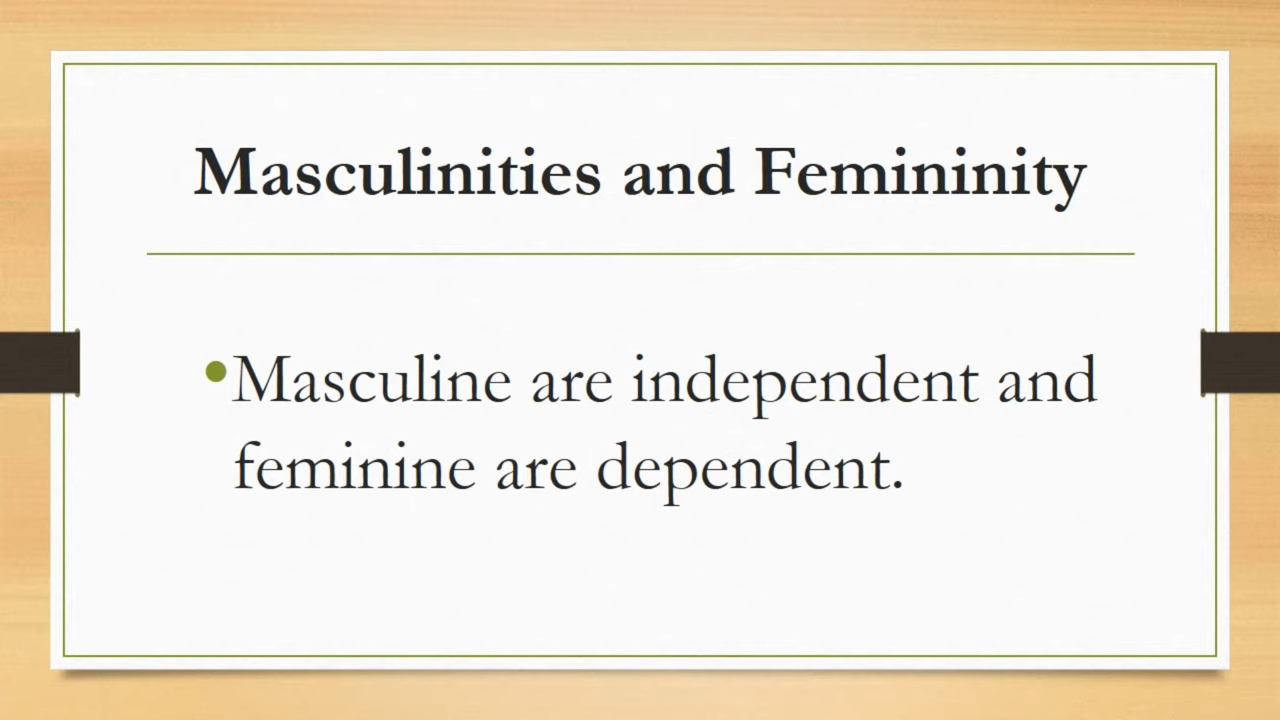 Masculinities and Femininity
•Masculine are independent and
feminine are dependent.